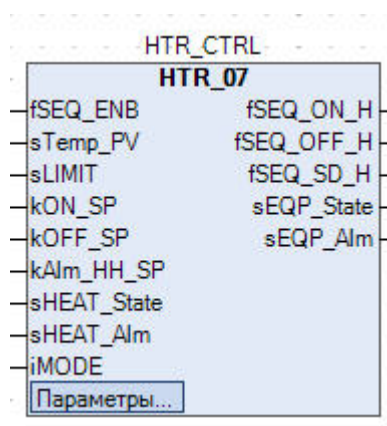 HTR_CTRL
HTR_07
fSEQ_ENB fSEQ_ON_H
sTemp_PV fSEQ_OFF_H
sLIMIT fSEQ_SD_H
kON_SP sEQP_State
kOFF_SP sEQP_Alm
kAlm_HH_SP
sHEAT_State
sHEAT_Alm
iMODE
Параметры...